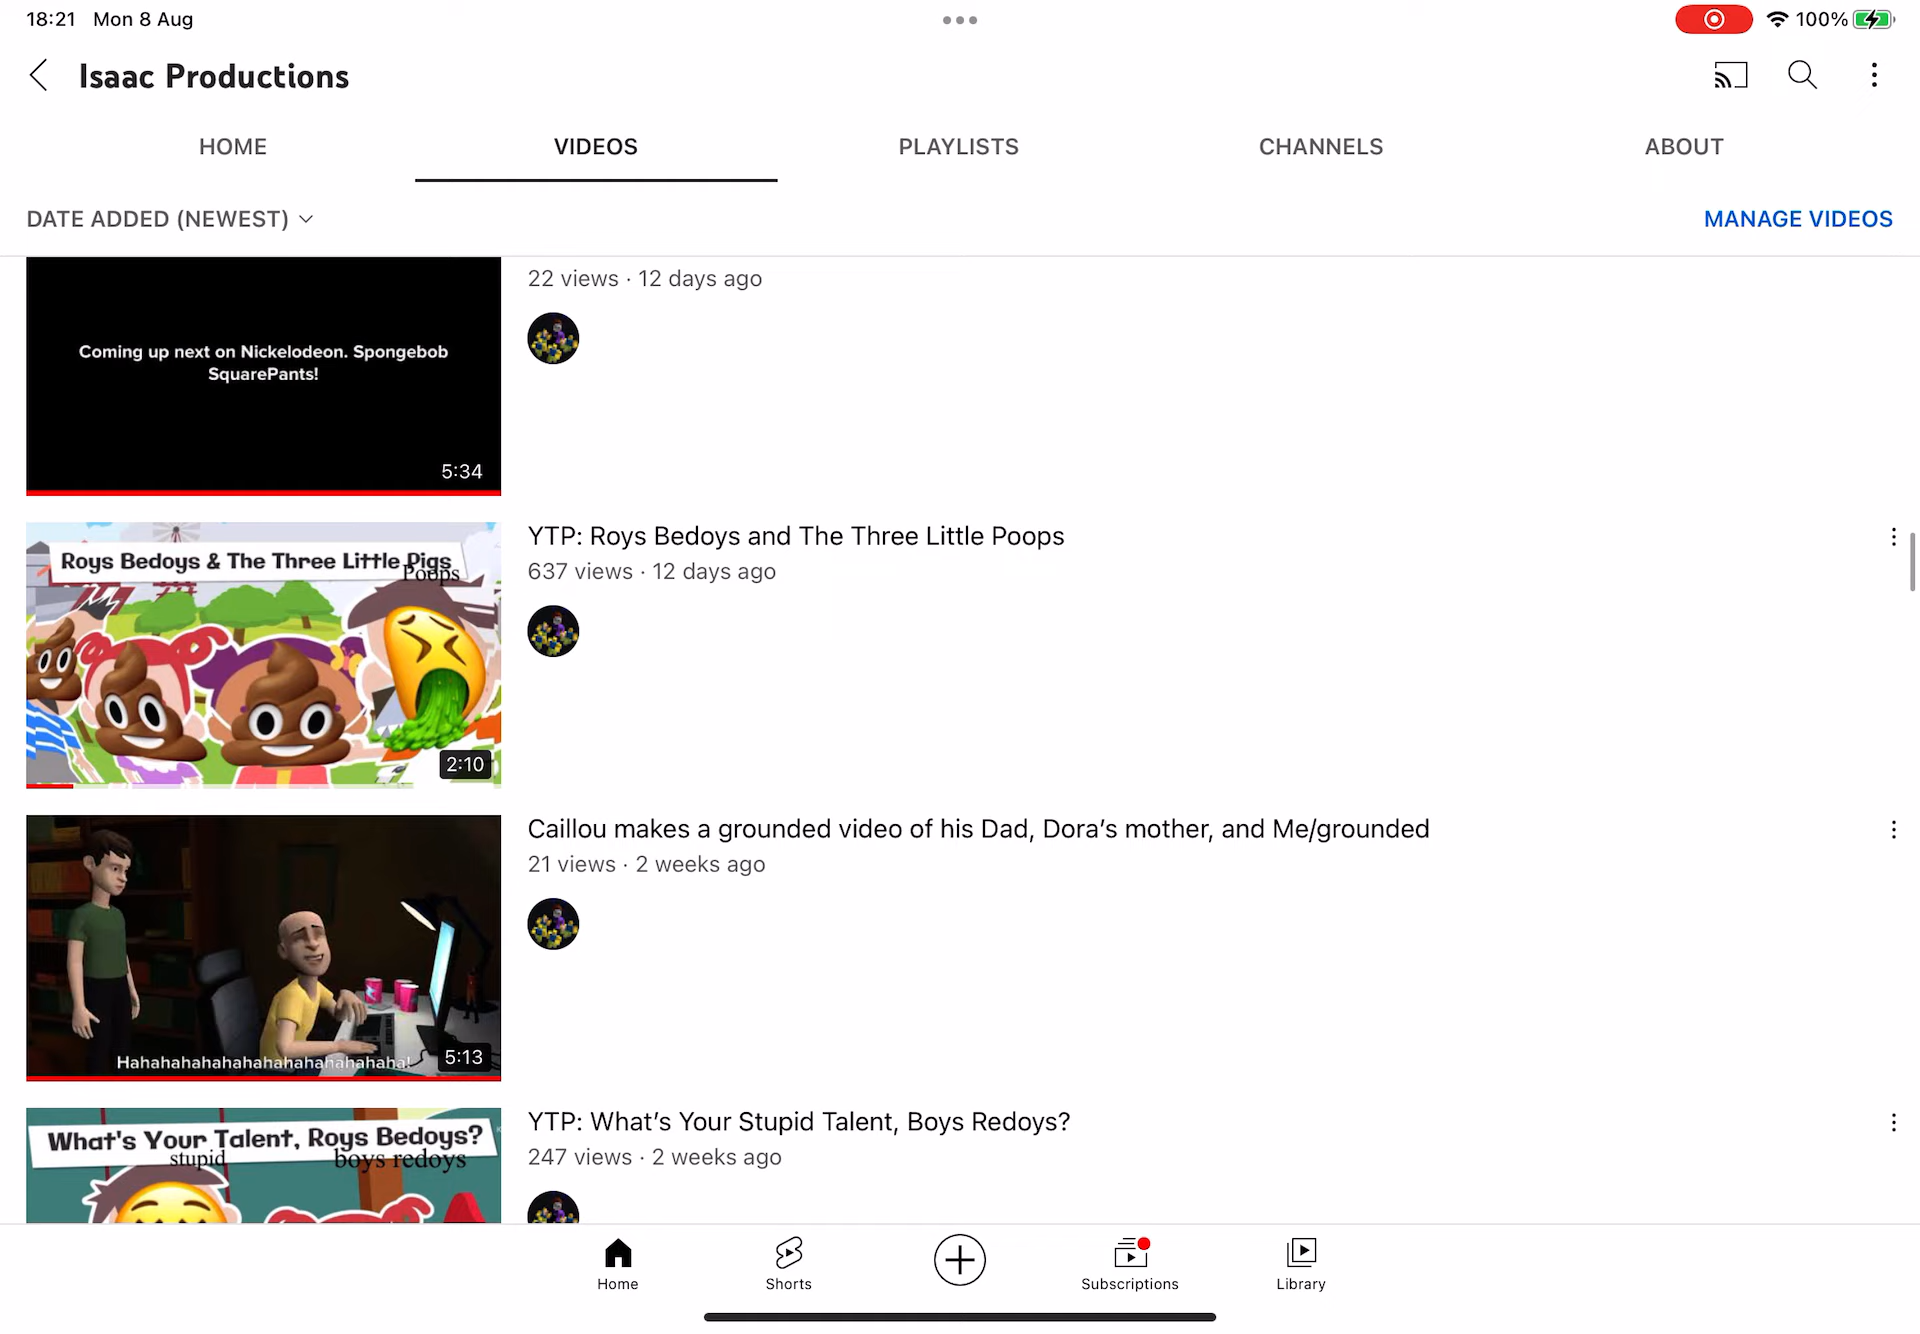 18:21 Mon 8 Aug
100%
Isaac Productions
HOME
VIDEOS
PLAYLISTS
CHANNELS
ABOUT
DATE ADDED (NEWEST)
MANAGE VIDEOS
22 views · 12 days ago
Coming up next on Nickelodeon. Spongebob
SquarePants!
5:34
YTP: Roys Bedoys and The Three Little Poops
637 views · 12 days ago
Roys Bedoys & The Three Little Pigs
Poops
2:10
Caillou makes a grounded video of his Dad, Dora’s mother, and Me/grounded
21 views · 2 weeks ago
Hahahahahahahahahahahahahaha!
5:13
YTP: What’s Your Stupid Talent, Boys Redoys?
247 views · 2 weeks ago
What's Your Talent, Roys Bedoys?
stupid
boys redoys
Home
Shorts
Subscriptions
Library